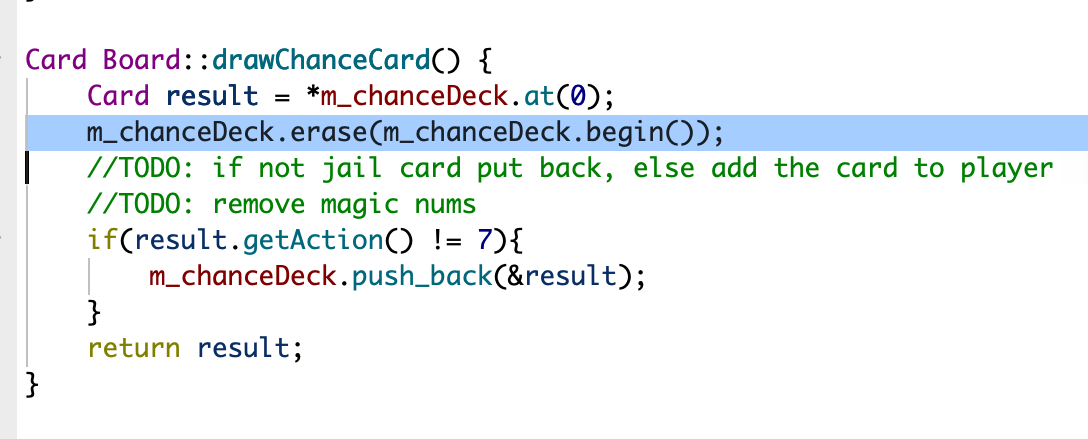 Card Board::drawChanceCard() {
    Card result = *m_chanceDeck.at(0);
    m_chanceDeck.erase(m_chanceDeck.begin());
    //TODO: if not jail card put back, else add the card to player
    //TODO: remove magic nums
    if(result.getAction() != 7){
        m_chanceDeck.push_back(&result);
    }
    return result;
}